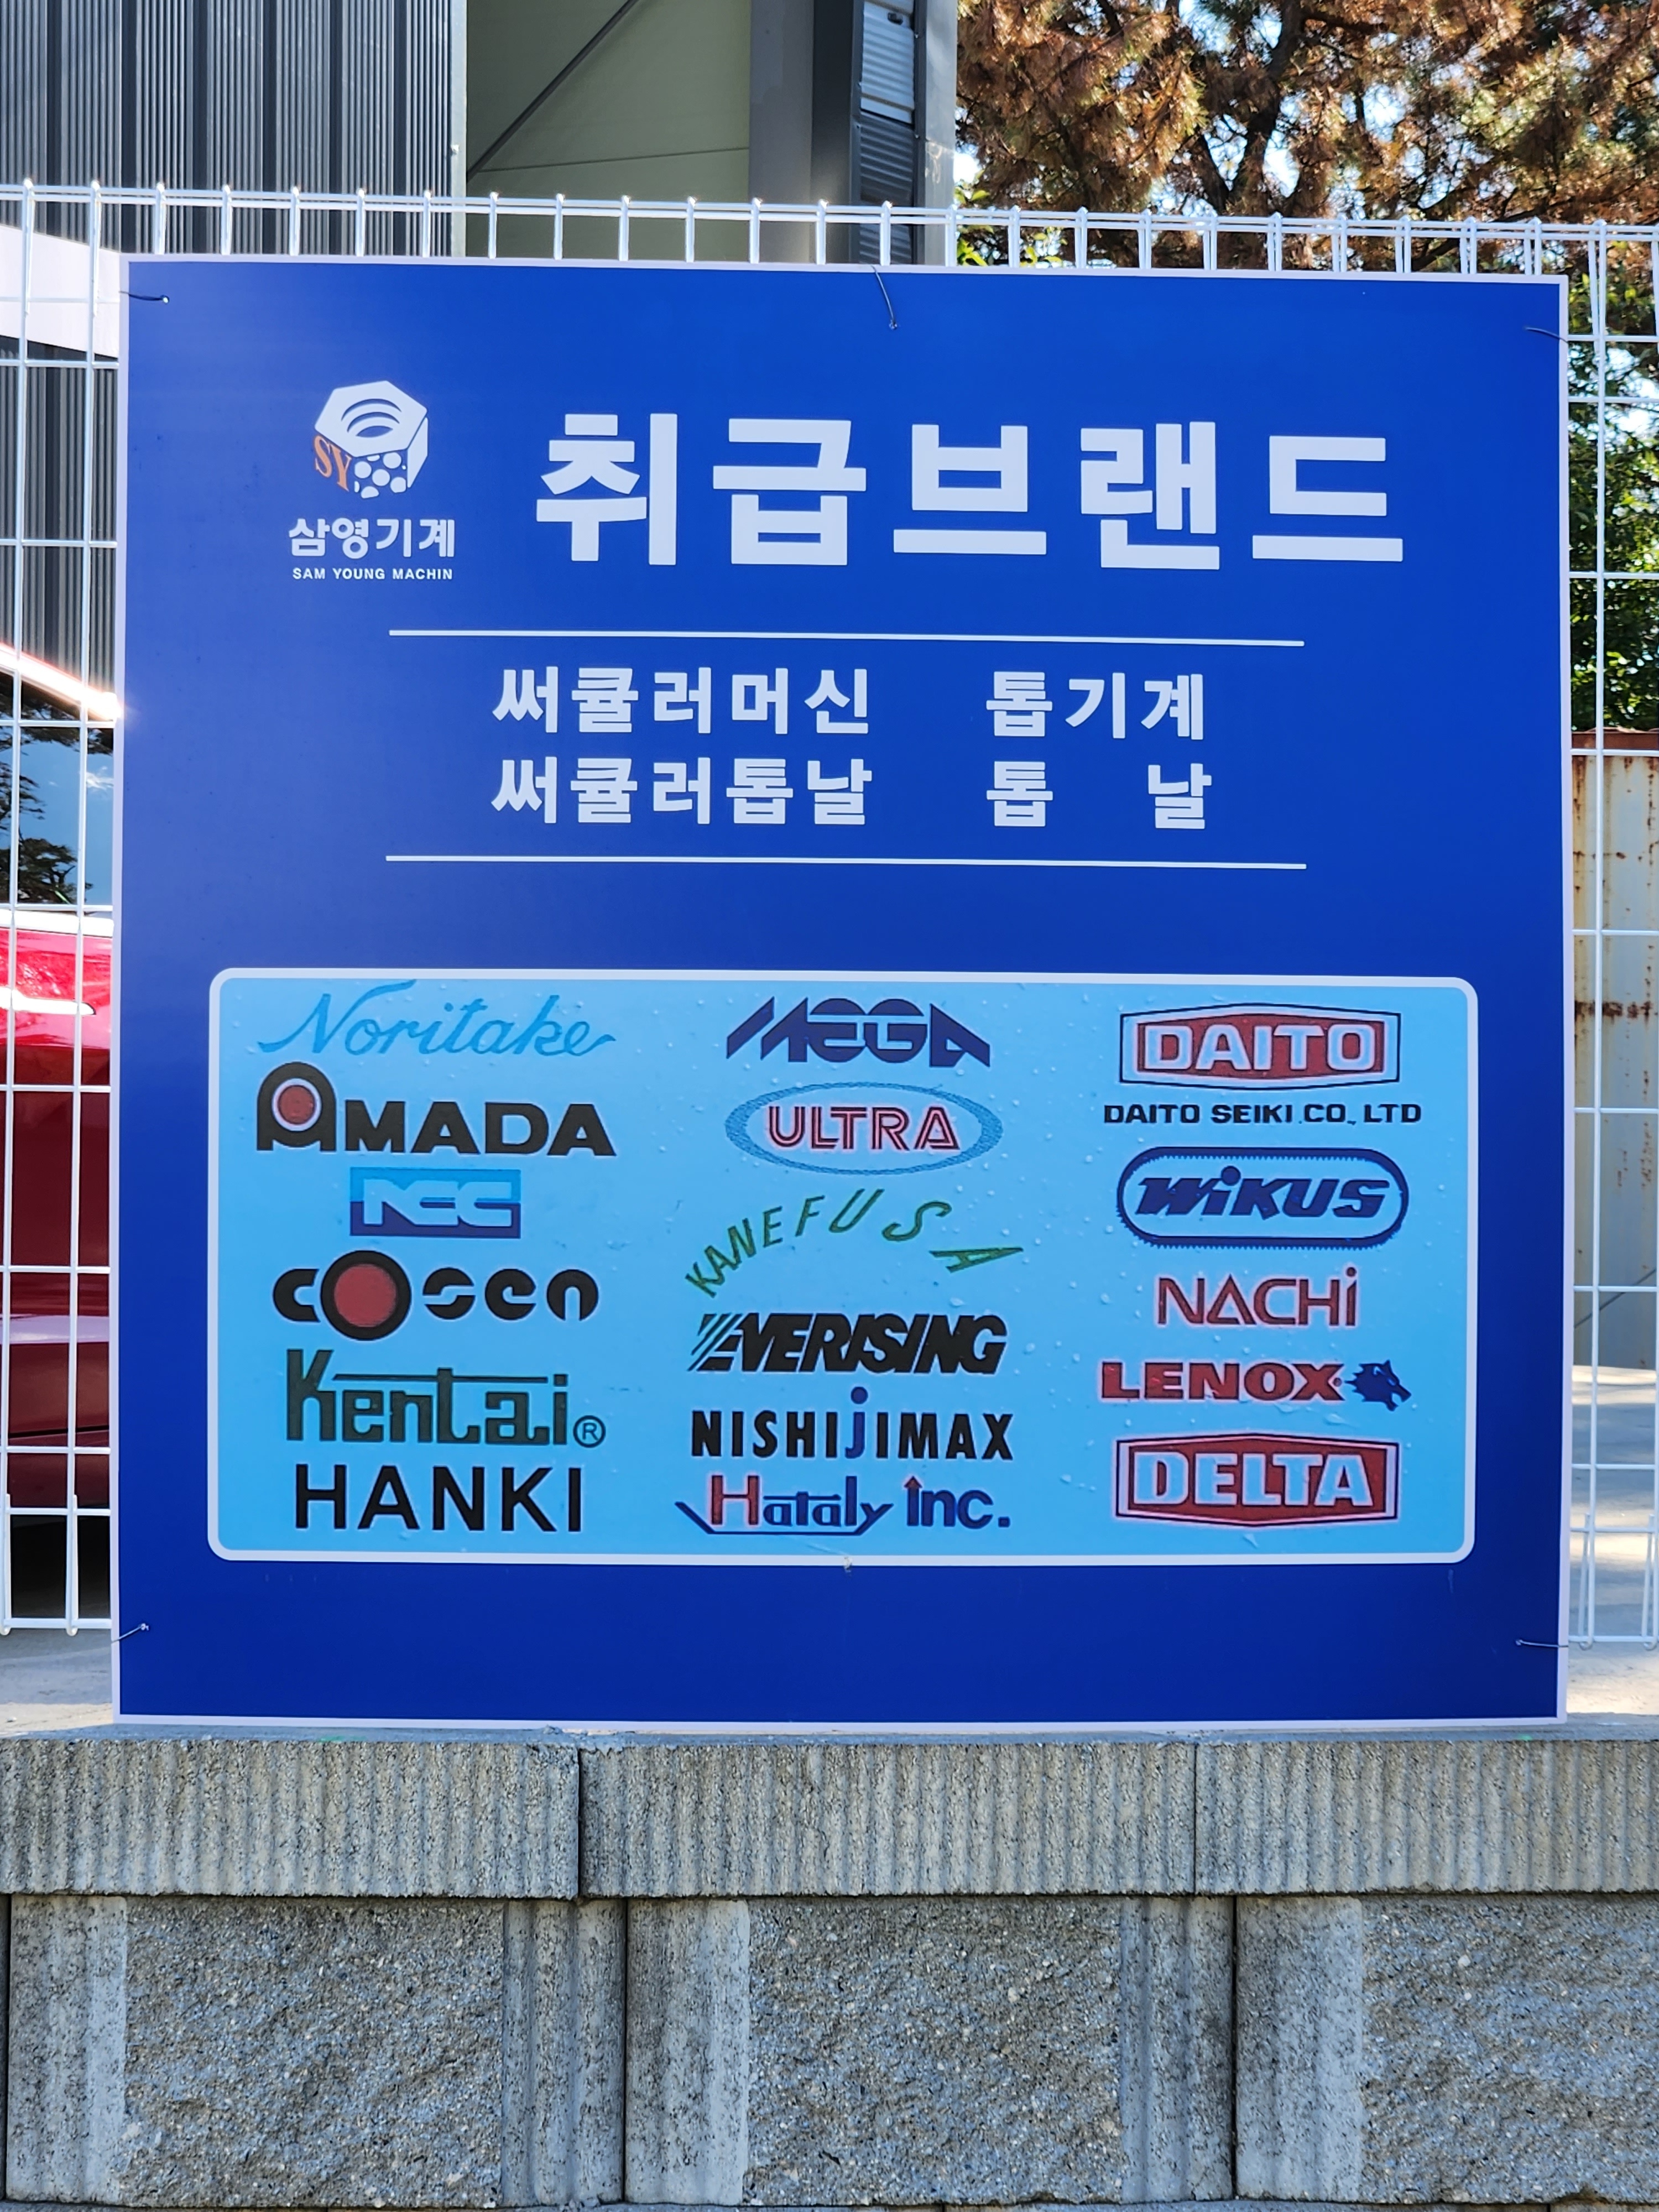 SY
삼영기계
SAM YOUNG MACHIN
취급브랜드
써큘러머신 톱기계
써큘러톱날 톱 날
Noritake
AMADA
NCC
COSEN
Kentai®
HANKI
MEGA
ULTRA
KANEFUSA
EVERISING
NISHIjIMAX
Hataly inc.
DAITO
DAITO SEIKI.CO., LTD
WiKUS
NACHi
LENOX®
DELTA